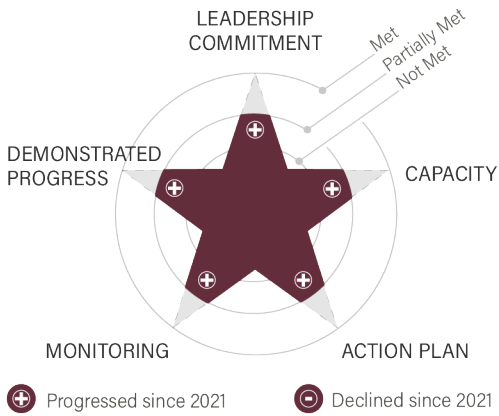 LEADERSHIP
COMMITMENT
Met
Partially Met
Not Met
DEMONSTRATED
PROGRESS
CAPACITY
MONITORING
ACTION PLAN
Progressed since 2021
Declined since 2021